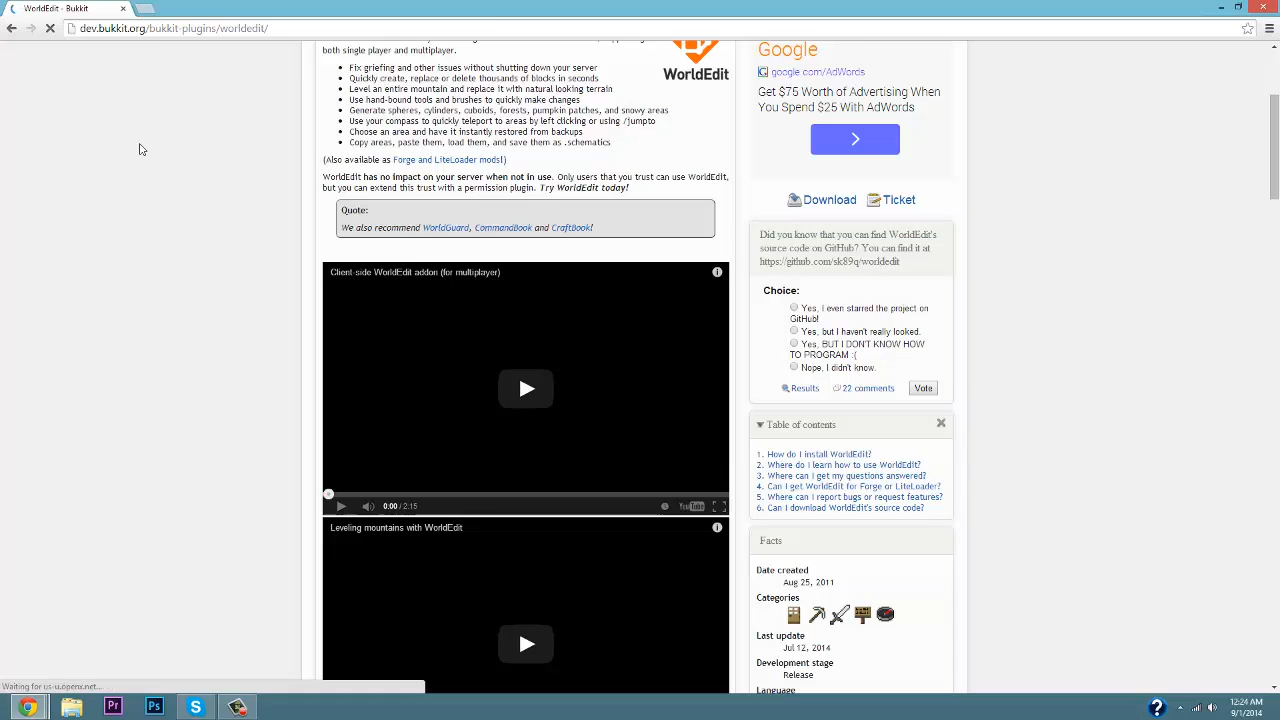 WorldEdit - Bukkit
dev.bukkit.org/bukkit-plugins/worldedit/
both single player and multiplayer.
Fix griefing and other issues without shutting down your server
Quickly create, replace or delete thousands of blocks in seconds
Level an entire mountain and replace it with natural looking terrain
Use hand-bound tools and brushes to quickly make changes
Generate spheres, cylinders, cuboids, forests, pumpkin patches, and snowy areas
Use your compass to quickly teleport to areas by left clicking or using /jumpto
Choose an area and have it instantly restored from backups
Copy areas, paste them, load them, and save them as .schematics
WorldEdit
(Also available as Forge and LiteLoader mods!)
WorldEdit has no impact on your server when not in use. Only users that you trust can use WorldEdit,
but you can extend this trust with a permission plugin. Try WorldEdit today!
Quote:
We also recommend WorldGuard, CommandBook and CraftBook!
Client-side WorldEdit addon (for multiplayer)
0:00 / 2:15
YouTube
Leveling mountains with WorldEdit
Google
google.com/AdWords
Get $75 Worth of Advertising When
You Spend $25 With AdWords
Download
Ticket
Did you know that you can find WorldEdit's
source code on GitHub? You can find it at
https://github.com/sk89q/worldedit
Choice:
Yes, I even starred the project on
GitHub!
Yes, but I haven't really looked.
Yes, BUT I DON'T KNOW HOW
TO PROGRAM :(
Nope, I didn't know.
Results
22 comments
Vote
Table of contents
1. How do I install WorldEdit?
2. Where do I learn how to use WorldEdit?
3. Where can I get my questions answered?
4. Can I get WorldEdit for Forge or LiteLoader?
5. Where can I report bugs or request features?
6. Can I download WorldEdit's source code?
Facts
Date created
Aug 25, 2011
Categories
Last update
Jul 12, 2014
Development stage
Release
Language
Waiting for us-u.openx.net...
Pr
Ps
12:24 AM
9/1/2014